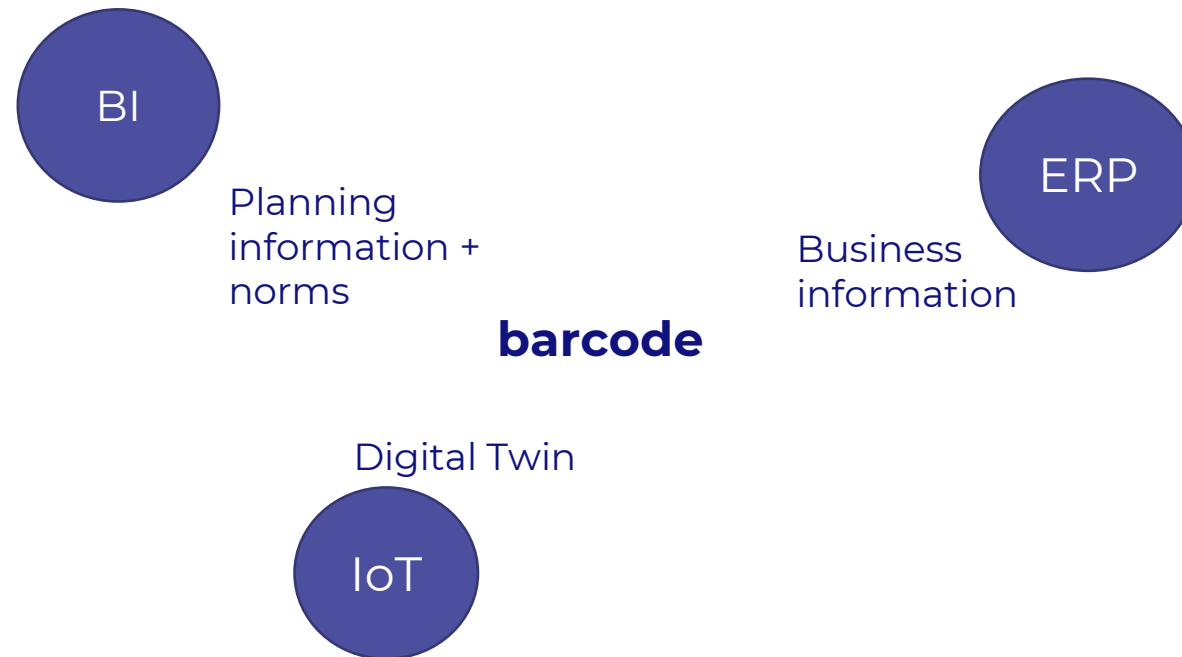 BI
Planning
information +
norms
ERP
Business
information
barcode
Digital Twin
IoT